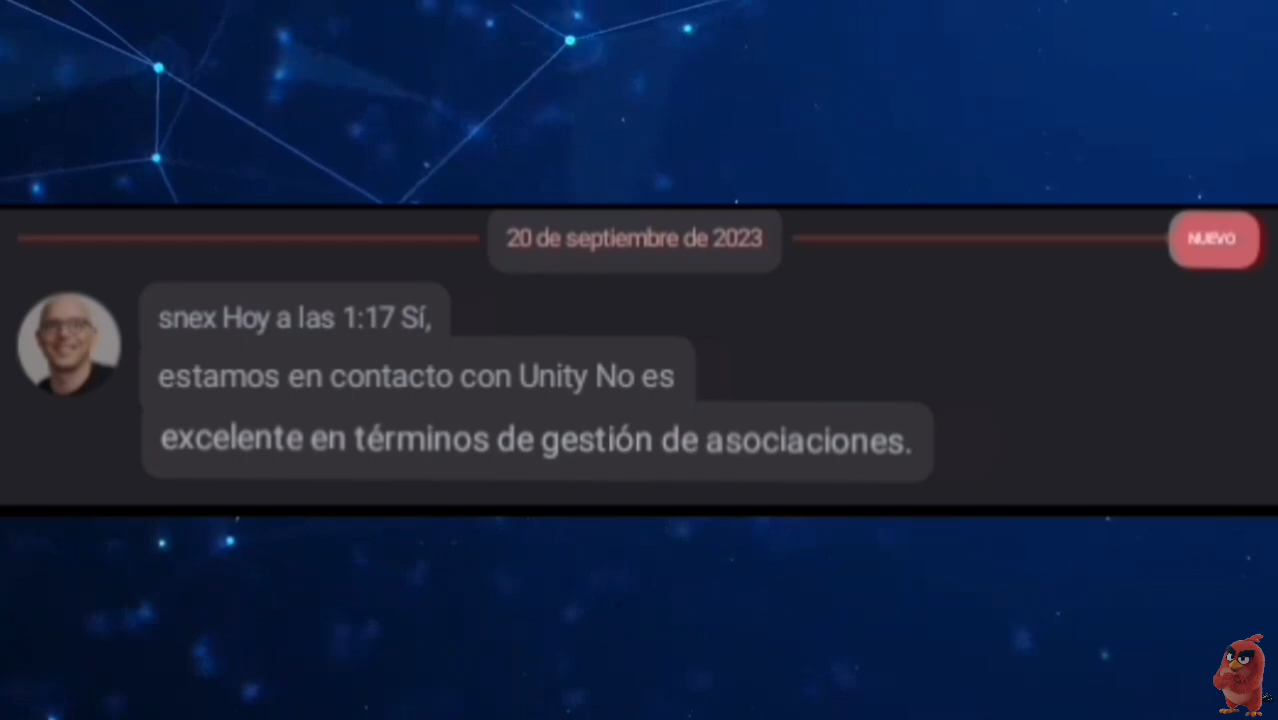 20 de septiembre de 2023
NUEVO
snex Hoy a las 1:17 Sí,
estamos en contacto con Unity No es
excelente en términos de gestión de asociaciones.